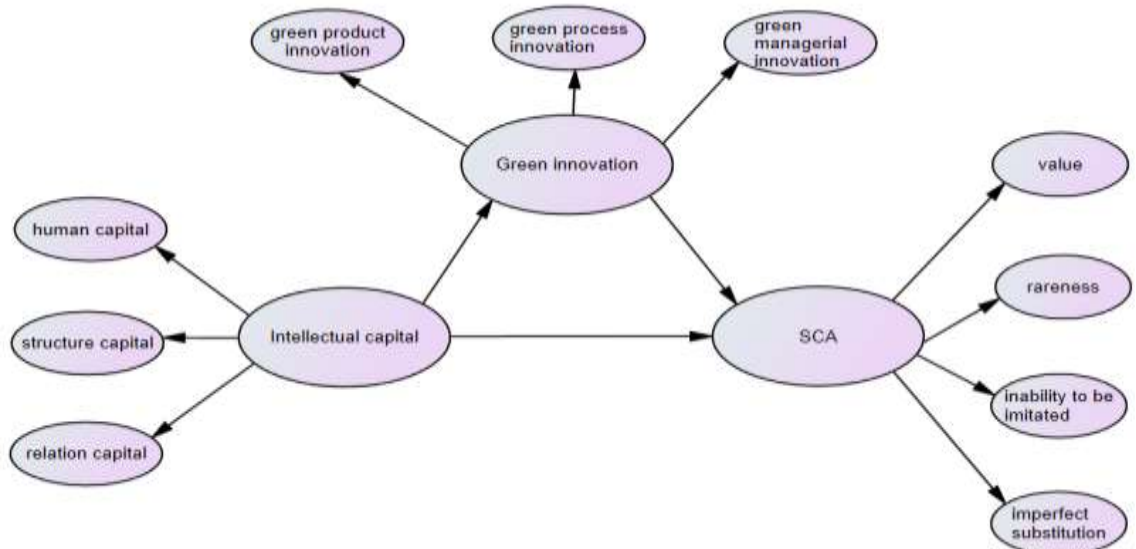 green product
innovation
green process
innovation
green
managerial
innovation
Green innovation
value
human capital
rareness
Intellectual capital
SCA
structure capital
inability to be
imitated
relation capital
imperfect
substitution